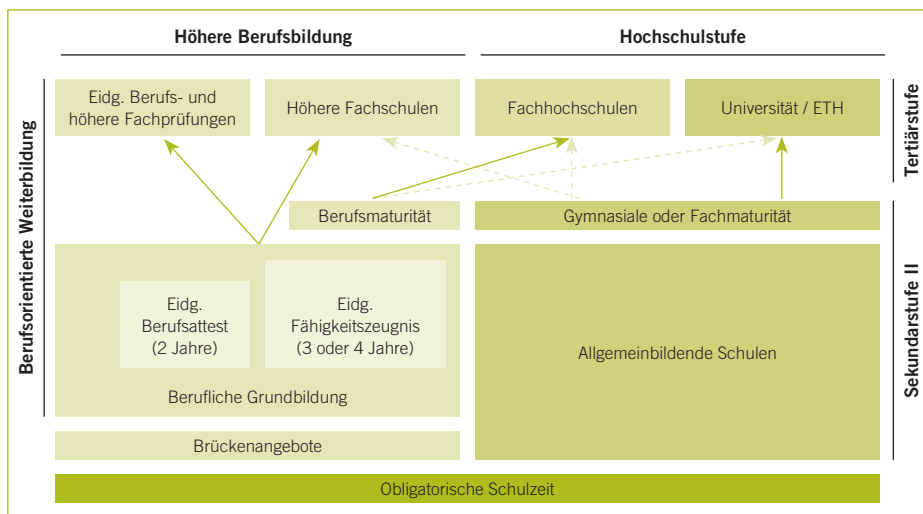 Höhere Berufsbildung
Hochschulstufe
Eidg. Berufs- und
höhere Fachprüfungen
Höhere Fachschulen
Fachhochschulen
Universität / ETH
Tertiärstufe
Berufsorientierte Weiterbildung
Berufsmaturität
Gymnasiale oder Fachmaturität
Eidg.
Berufsattest
(2 Jahre)
Eidg.
Fähigkeitszeugnis
(3 oder 4 Jahre)
Allgemeinbildende Schulen
Sekundarstufe II
Berufliche Grundbildung
Brückenangebote
Obligatorische Schulzeit